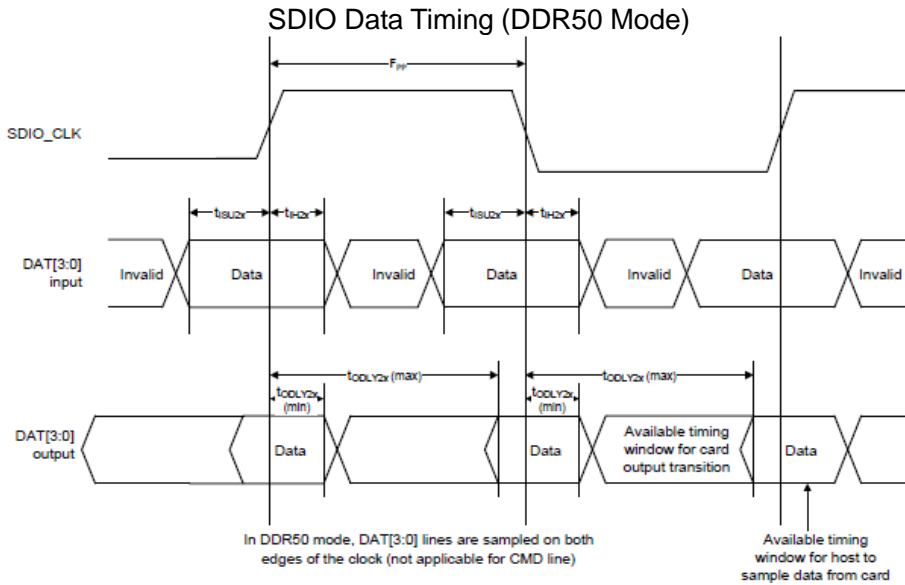 SDIO Data Timing (DDR50 Mode)
Fpp
SDIO_CLK
tISU2x
tIH2x
tISU2x
tIH2x
DAT[3:0]
input
Invalid
Data
Invalid
Data
Invalid
Data
Invalid
tODLY2x (max)
tODLY2x (max)
tODLY2x
(min)
tODLY2x
(min)
DAT[3:0]
output
Data
Data
Available timing
window for card
output transition
Data
In DDR50 mode, DAT[3:0] lines are sampled on both
edges of the clock (not applicable for CMD line)
Available timing
window for host to
sample data from card